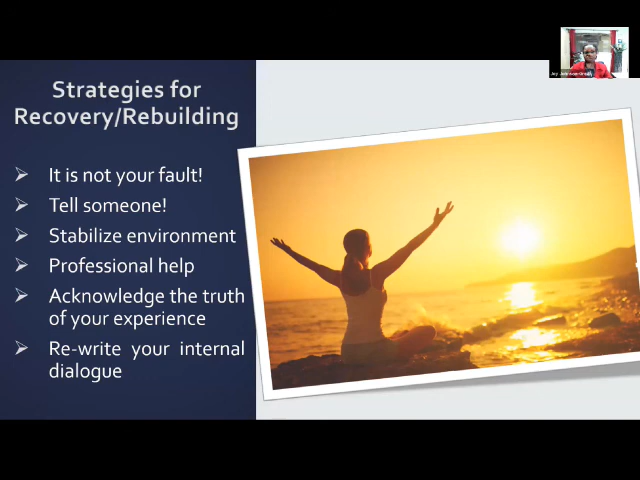 Strategies for
Recovery/Rebuilding
It is not your fault!
Tell someone!
Stabilize environment
Professional help
Acknowledge the truth
of your experience
Re-write your internal
dialogue